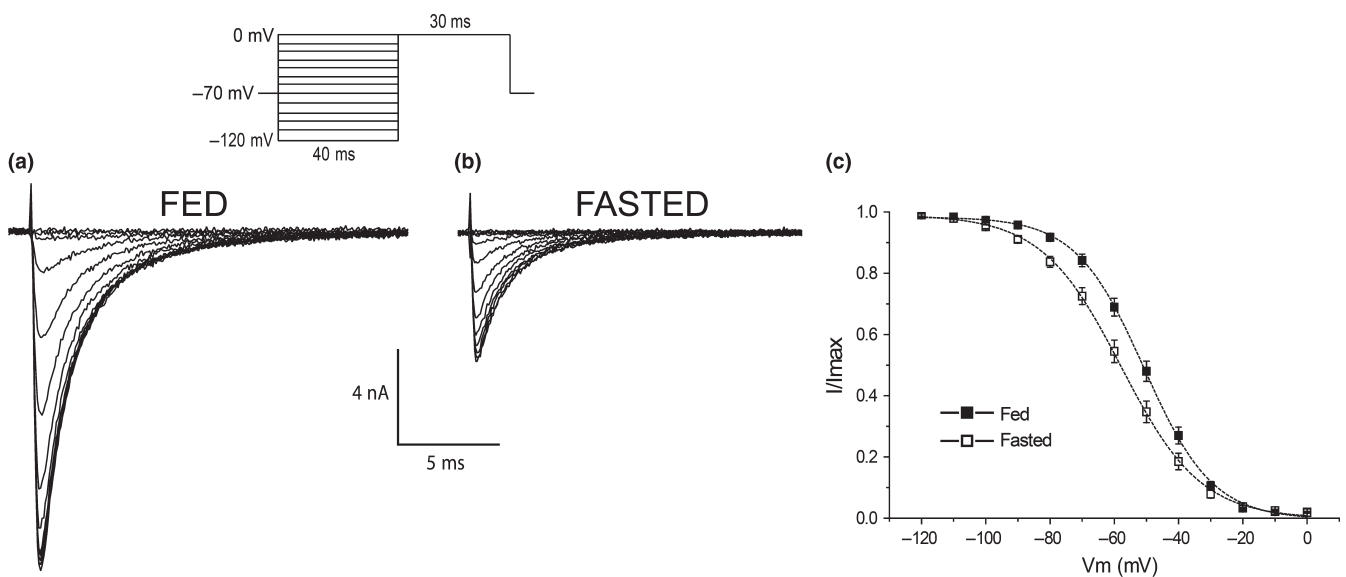 30 ms
0 mV
–70 mV
–120 mV
40 ms
(a)
(b)
(c)
FED
FASTED
4 nA
5 ms
I/Imax
1.0
0.8
0.6
0.4
0.2
0.0
Fed
Fasted
–120 –100 –80 –60 –40 –20 0
Vm (mV)